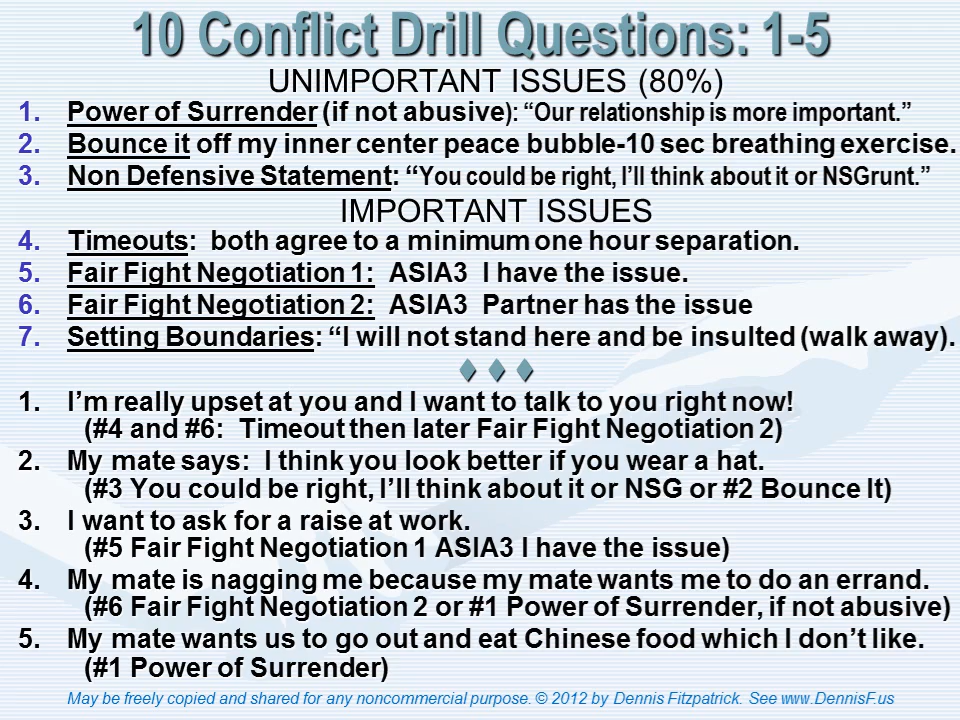 10 Conflict Drill Questions: 1-5
UNIMPORTANT ISSUES (80%)
1. Power of Surrender (if not abusive): “Our relationship is more important.”
2. Bounce it off my inner center peace bubble-10 sec breathing exercise.
3. Non Defensive Statement: “You could be right, I’ll think about it or NSGrunt.”
IMPORTANT ISSUES
4. Timeouts: both agree to a minimum one hour separation.
5. Fair Fight Negotiation 1: ASIA3 I have the issue.
6. Fair Fight Negotiation 2: ASIA3 Partner has the issue
7. Setting Boundaries: “I will not stand here and be insulted (walk away).
1. I’m really upset at you and I want to talk to you right now!
(#4 and #6: Timeout then later Fair Fight Negotiation 2)
2. My mate says: I think you look better if you wear a hat.
(#3 You could be right, I’ll think about it or NSG or #2 Bounce It)
3. I want to ask for a raise at work.
(#5 Fair Fight Negotiation 1 ASIA3 I have the issue)
4. My mate is nagging me because my mate wants me to do an errand.
(#6 Fair Fight Negotiation 2 or #1 Power of Surrender, if not abusive)
5. My mate wants us to go out and eat Chinese food which I don’t like.
(#1 Power of Surrender)
May be freely copied and shared for any noncommercial purpose. © 2012 by Dennis Fitzpatrick. See www.DennisF.us